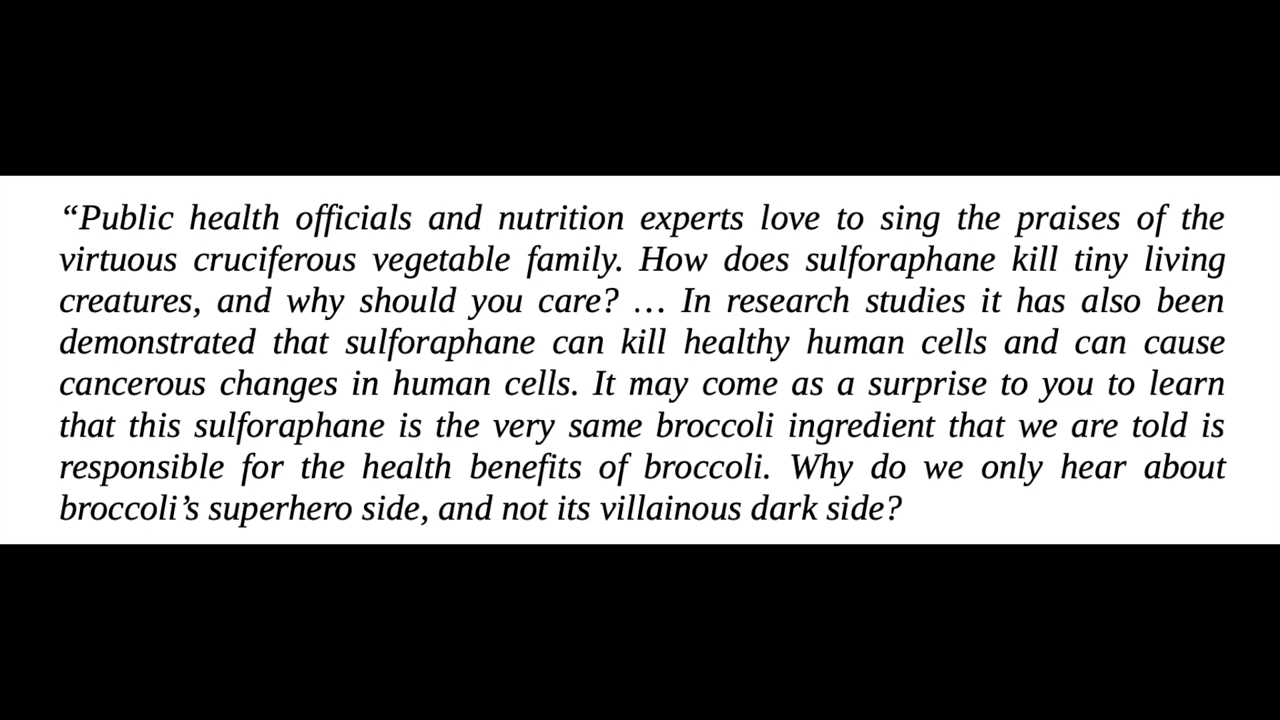 “Public health officials and nutrition experts love to sing the praises of the
virtuous cruciferous vegetable family. How does sulforaphane kill tiny living
creatures, and why should you care? … In research studies it has also been
demonstrated that sulforaphane can kill healthy human cells and can cause
cancerous changes in human cells. It may come as a surprise to you to learn
that this sulforaphane is the very same broccoli ingredient that we are told is
responsible for the health benefits of broccoli. Why do we only hear about
broccoli’s superhero side, and not its villainous dark side?